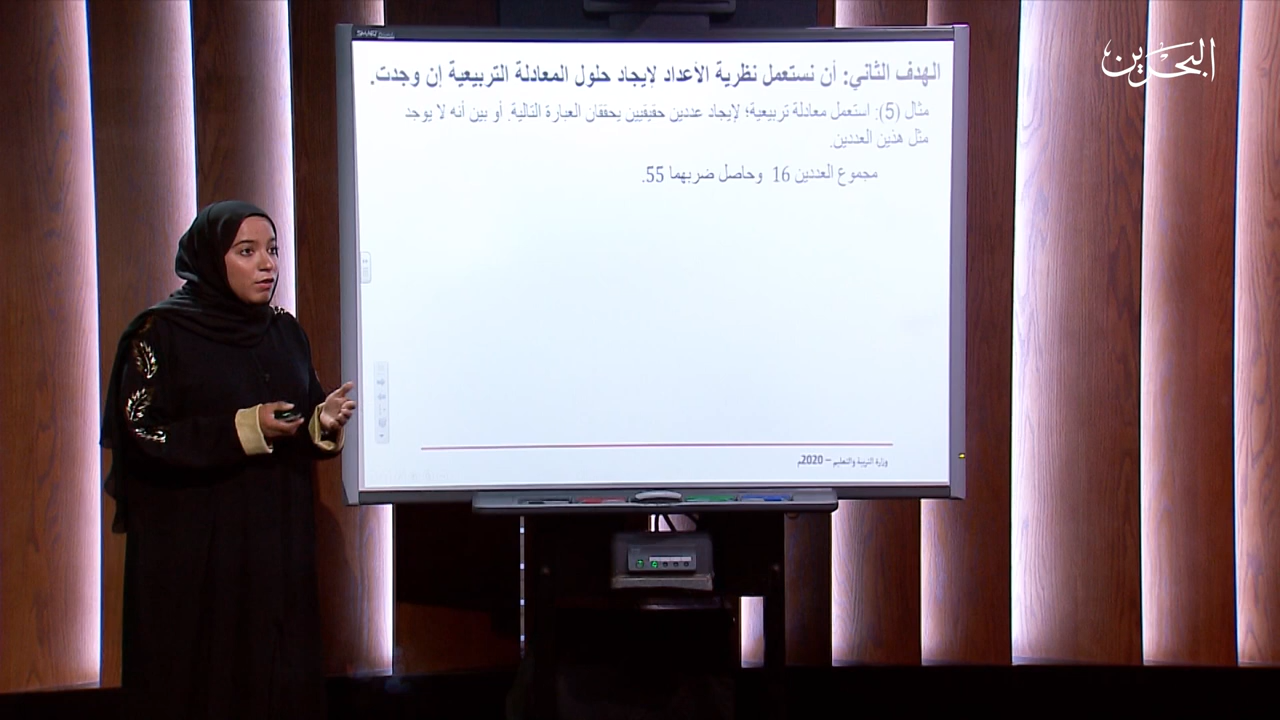 البحرين
SMART
الهدف الثاني: أن نستعمل نظرية الأعداد لإيجاد حلول المعادلة التربيعية إن وجدت.
مثال (5): استعمل معادلة تربيعية؛ لإيجاد عددين حقيقيين يحققان العبارة التالية. أو بين أنه لا يوجد
مثل هذين العددين.
مجموع العددين 16 وحاصل ضربهما 55.
وزارة التربية والتعليم – 2020م